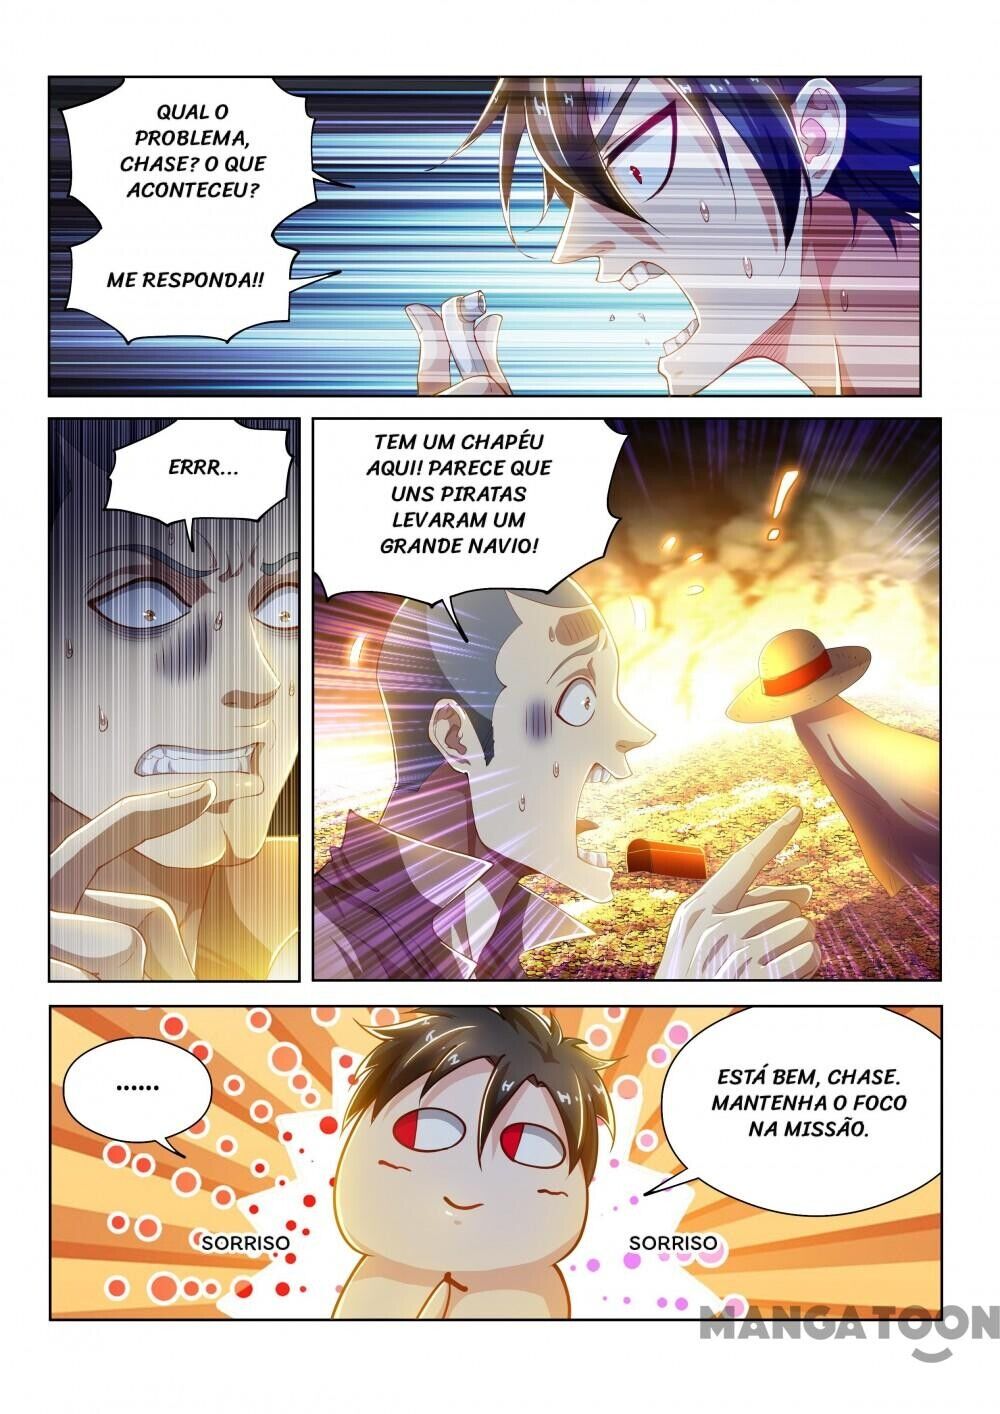 QUAL O
PROBLEMA,
CHASE? O QUE
ACONTECEU?
ME RESPONDA!!
ERRR...
TEM UM CHAPÉU
AQUI! PARECE QUE
UNS PIRATAS
LEVARAM UM
GRANDE NAVIO!
......
ESTÁ BEM, CHASE.
MANTENHA O FOCO
NA MISSÃO.
SORRISO
SORRISO
MANGATOON